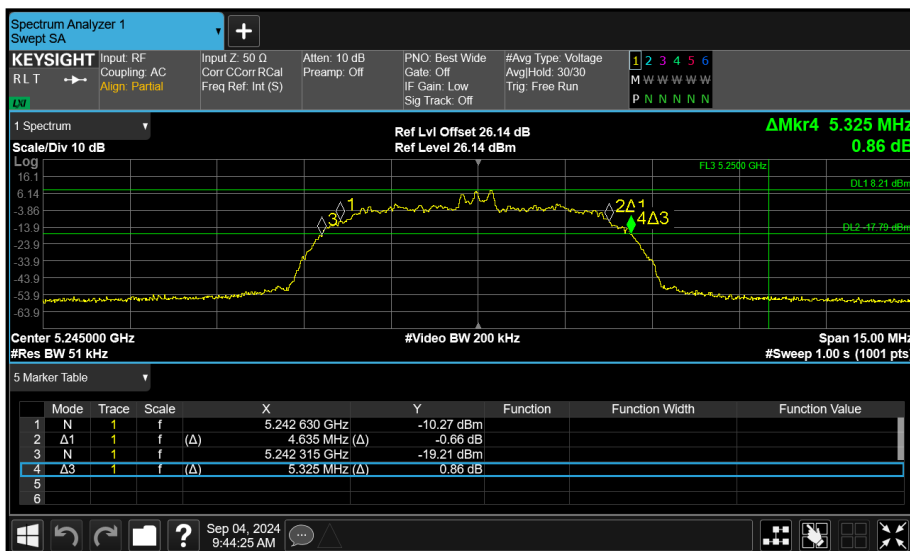 Spectrum Analyzer 1
Swept SA
KEYSIGHT
R L T
LXI
Input: RF
Coupling: AC
Align: Partial
Input Z: 50 Ω
Corr CCorr RCal
Freq Ref: Int (S)
Atten: 10 dB
Preamp: Off
PNO: Best Wide
Gate: Off
IF Gain: Low
Sig Track: Off
#Avg Type: Voltage
Avg|Hold: 30/30
Trig: Free Run
1 2 3 4 5 6
M W W W W W
P N N N N N
1 Spectrum
Scale/Div 10 dB
Ref Lvl Offset 26.14 dB
Ref Level 26.14 dBm
ΔMkr4 5.325 MHz
0.86 dB
Log
16.1
6.14
-3.86
-13.9
-23.9
-33.9
-43.9
-53.9
-63.9
FL3 5.2500 GHz
DL1 8.21 dBm
DL2 -17.79 dBm
1
3
2Δ1
4Δ3
Center 5.245000 GHz
#Video BW 200 kHz
Span 15.00 MHz
#Res BW 51 kHz
#Sweep 1.00 s (1001 pts)
5 Marker Table
Mode Trace Scale X Y Function Function Width Function Value
1 N 1 f 5.242 630 GHz -10.27 dBm
2 Δ1 1 f (Δ) 4.635 MHz (Δ) -0.66 dB
3 N 1 f 5.242 315 GHz -19.21 dBm
4 Δ3 1 f (Δ) 5.325 MHz (Δ) 0.86 dB
5
6
?
Sep 04, 2024
9:44:25 AM